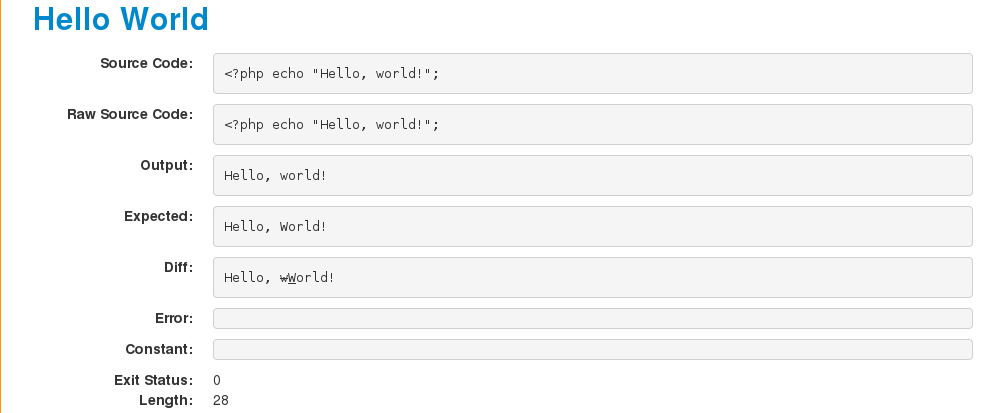 Hello World
Source Code:
<?php echo "Hello, world!";
Raw Source Code:
<?php echo "Hello, world!";
Output:
Hello, world!
Expected:
Hello, World!
Diff:
Hello, wWorld!
Error:
Constant:
Exit Status: 0
Length: 28